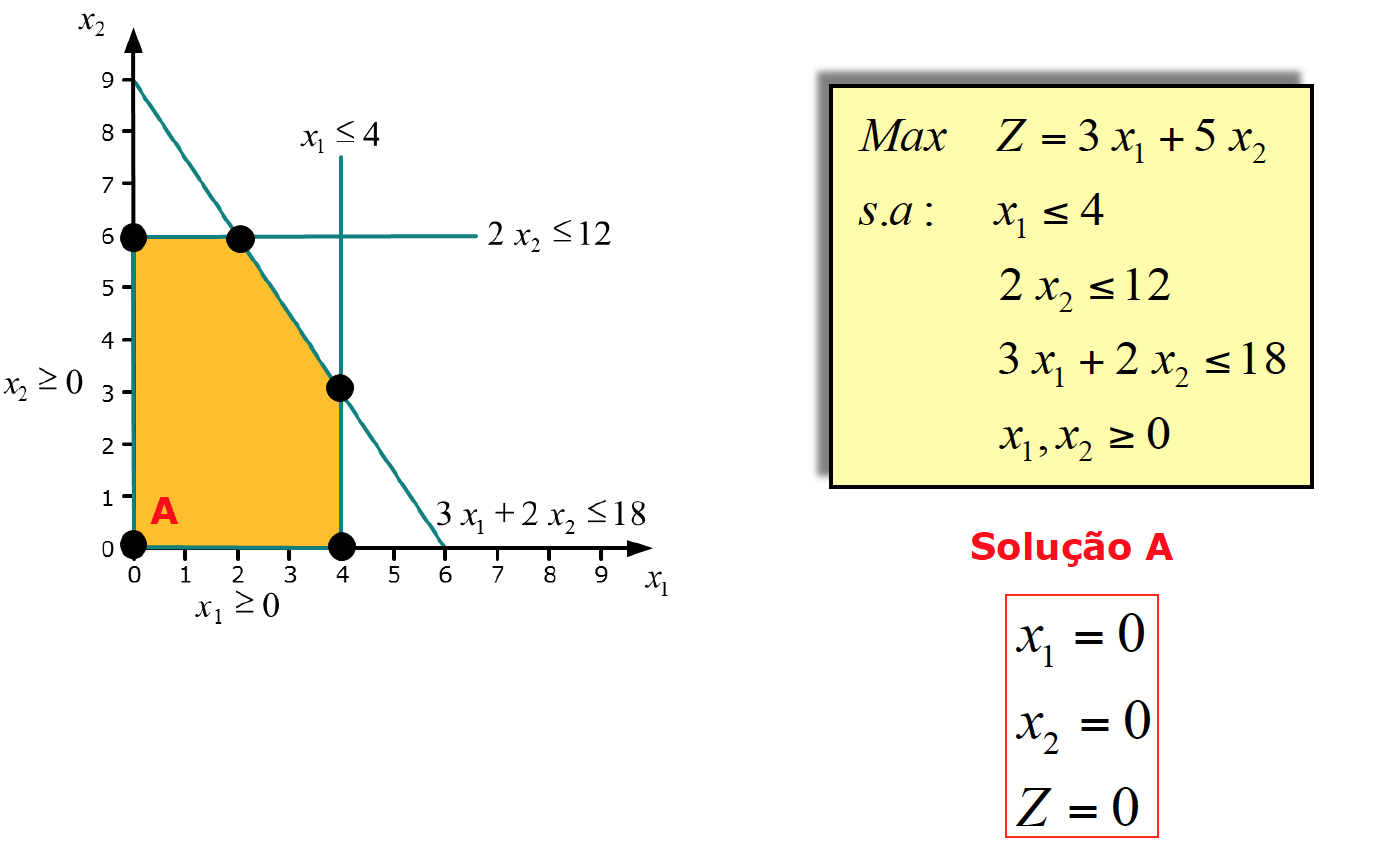 x₂
9
8
7
6
5
4
3
2
1
0
x₁ ≤ 4
2 x₂ ≤ 12
x₂ ≥ 0
A
3 x₁ + 2 x₂ ≤ 18
0 1 2 3 4 5 6 7 8 9
x₁
x₁ ≥ 0
Max Z = 3 x₁ + 5 x₂
s.a : x₁ ≤ 4
2 x₂ ≤ 12
3 x₁ + 2 x₂ ≤ 18
x₁, x₂ ≥ 0
Solução A
x₁ = 0
x₂ = 0
Z = 0